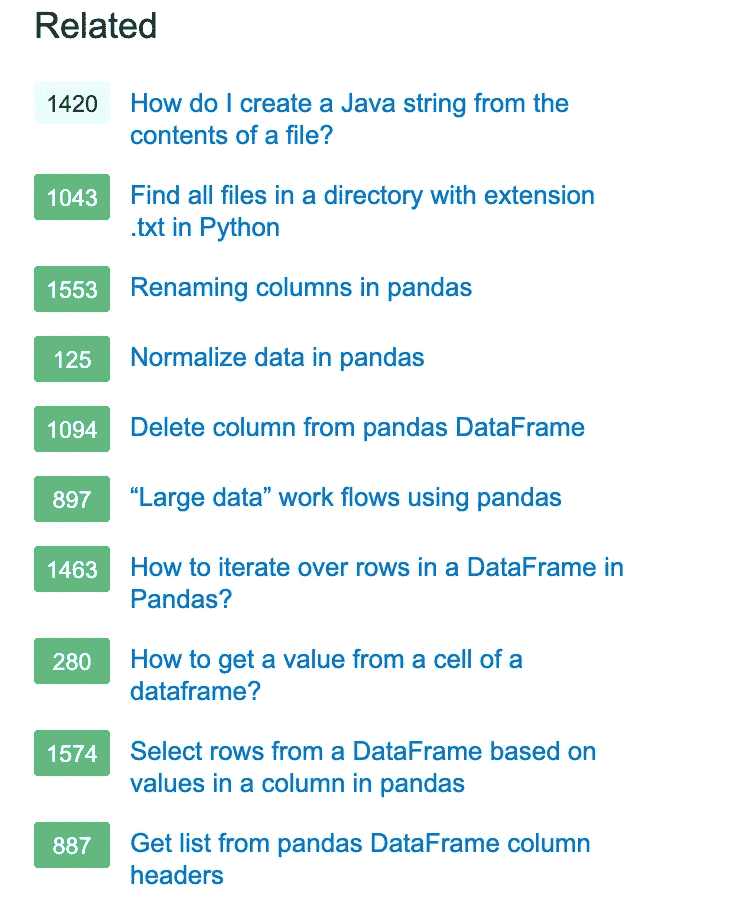 Related
1420 How do I create a Java string from the
contents of a file?
1043 Find all files in a directory with extension
.txt in Python
1553 Renaming columns in pandas
125 Normalize data in pandas
1094 Delete column from pandas DataFrame
897 “Large data” work flows using pandas
1463 How to iterate over rows in a DataFrame in
Pandas?
280 How to get a value from a cell of a
dataframe?
1574 Select rows from a DataFrame based on
values in a column in pandas
887 Get list from pandas DataFrame column
headers